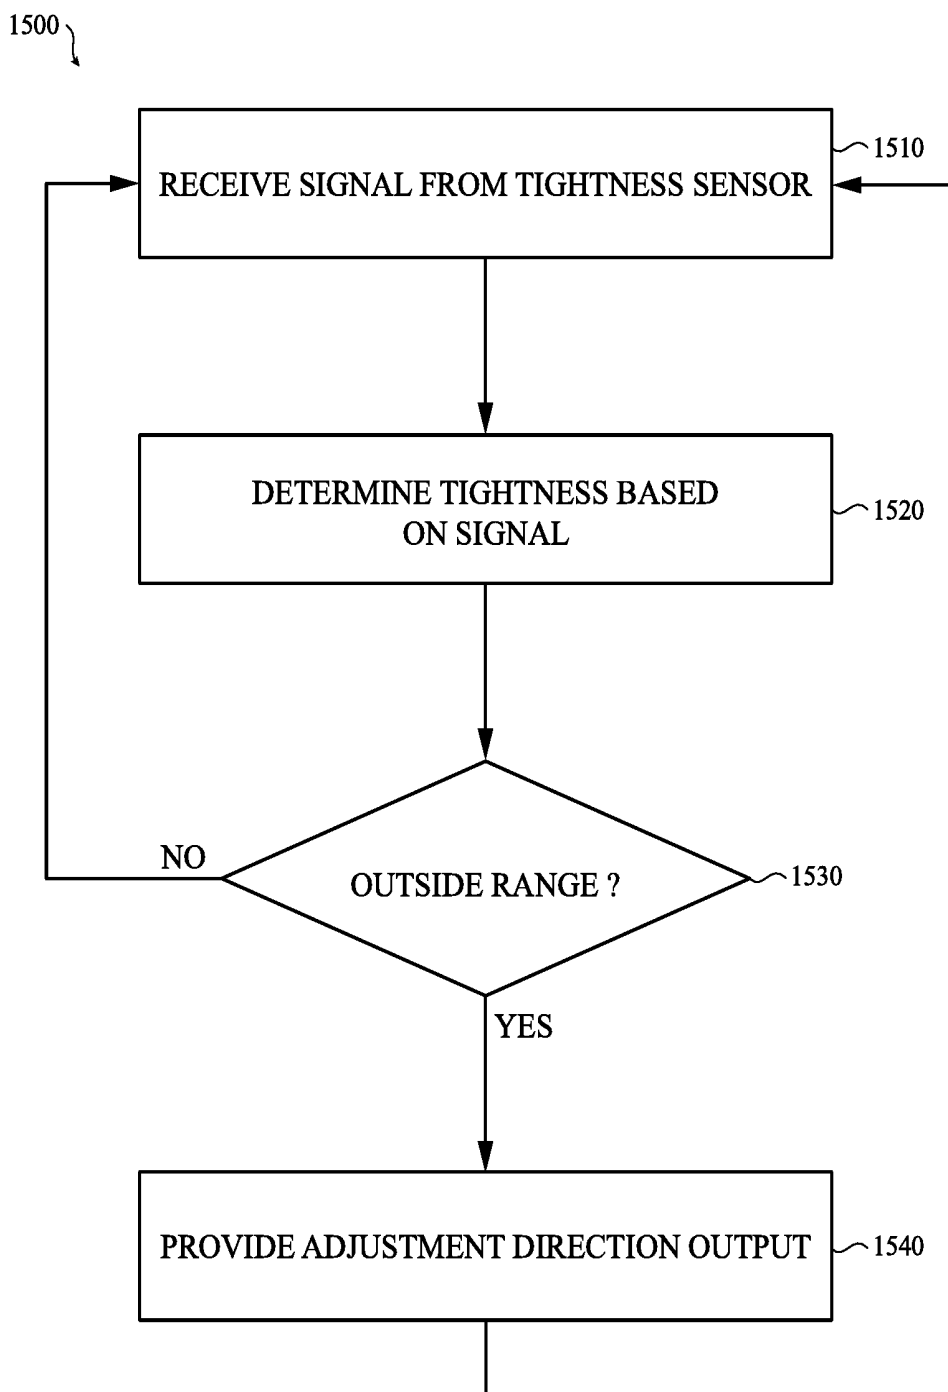 1500
RECEIVE SIGNAL FROM TIGHTNESS SENSOR
1510
DETERMINE TIGHTNESS BASED
ON SIGNAL
1520
NO
OUTSIDE RANGE ?
1530
YES
PROVIDE ADJUSTMENT DIRECTION OUTPUT
1540